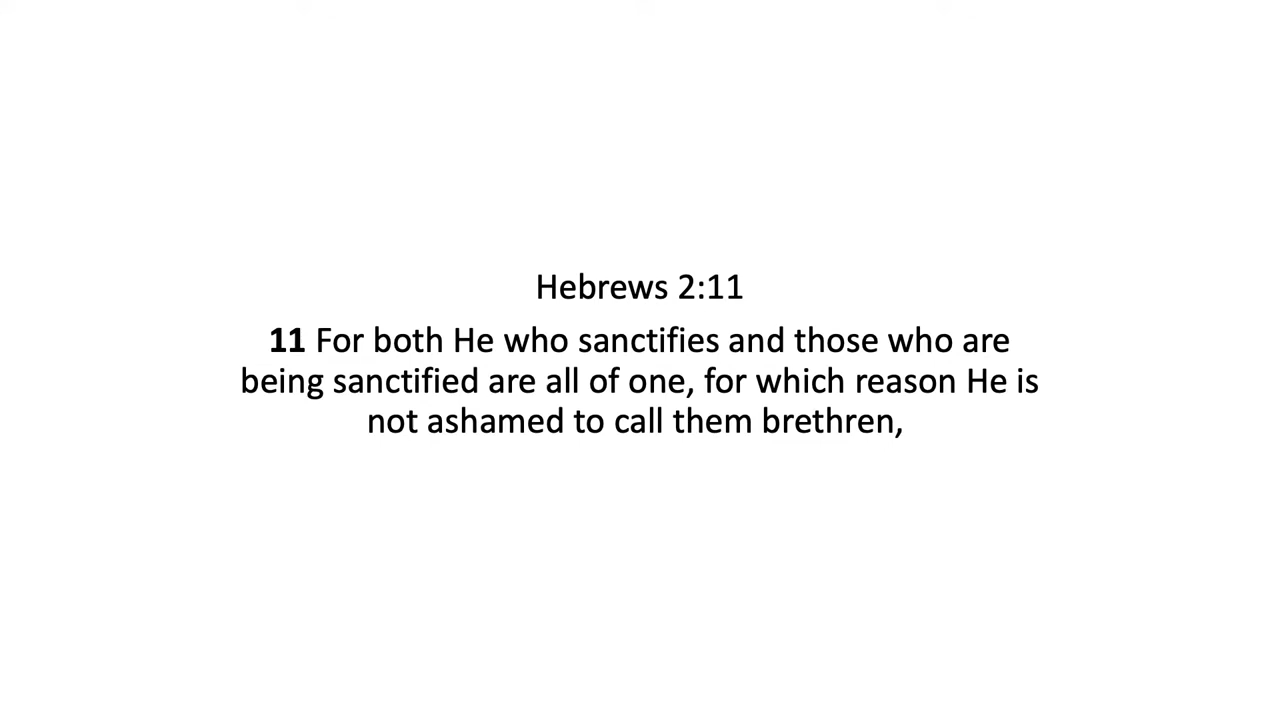 Hebrews 2:11
11 For both He who sanctifies and those who are
being sanctified are all of one, for which reason He is
not ashamed to call them brethren,